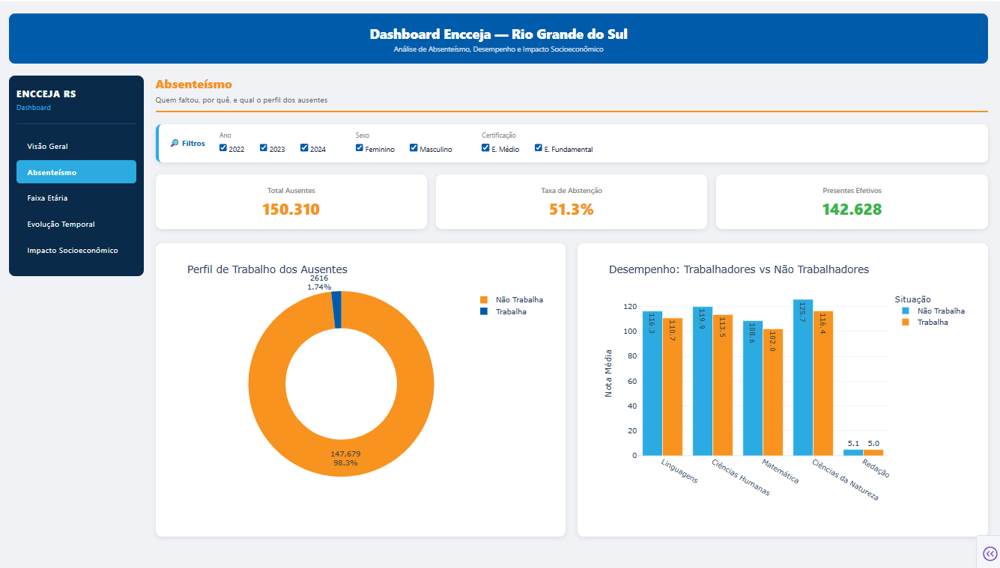 Dashboard Encceja — Rio Grande do Sul
Análise de Absenteísmo, Desempenho e Impacto Socioeconômico
ENCCEJA RS
Dashboard
Visão Geral
Absenteísmo
Faixa Etária
Evolução Temporal
Impacto Socioeconômico
Absenteísmo
Quem faltou, por quê, e qual o perfil dos ausentes
Filtros
Ano
2022 2023 2024
Sexo
Feminino Masculino
Certificação
E. Médio E. Fundamental
Total Ausentes
150.310
Taxa de Abstenção
51.3%
Presentes Efetivos
142.628
Perfil de Trabalho dos Ausentes
2616
1.74%
147,679
98.3%
Não Trabalha
Trabalha
Desempenho: Trabalhadores vs Não Trabalhadores
Nota Média
120
100
80
60
40
20
0
116.3 110.7 119.9 113.5 108.6 102.0 125.7 116.4 5.1 5.0
Linguagens
Ciências Humanas
Matemática
Ciências da Natureza
Redação
Situação
Não Trabalha
Trabalha